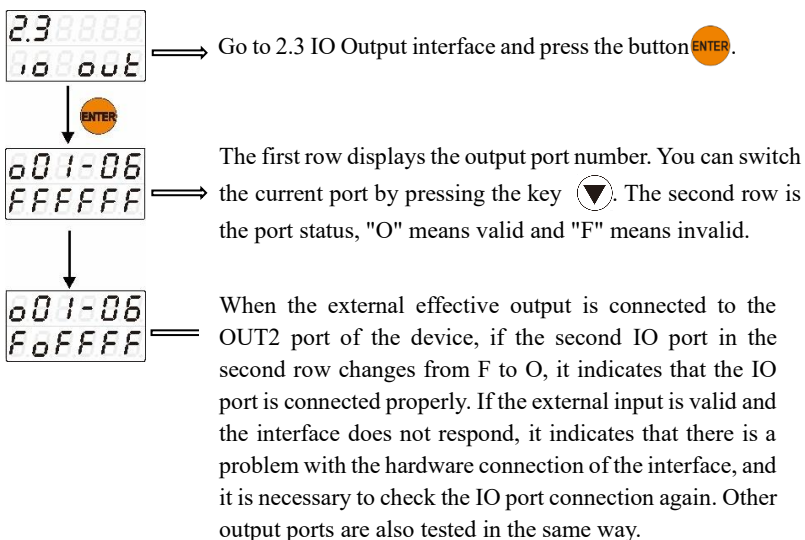 2.3
io out
Go to 2.3 IO Output interface and press the button ENTER.
ENTER
o01-06
FFFFFF
The first row displays the output port number. You can switch
the current port by pressing the key ▼. The second row is
the port status, "O" means valid and "F" means invalid.
o01-06
FoFFFF
When the external effective output is connected to the
OUT2 port of the device, if the second IO port in the
second row changes from F to O, it indicates that the IO
port is connected properly. If the external input is valid and
the interface does not respond, it indicates that there is a
problem with the hardware connection of the interface, and
it is necessary to check the IO port connection again. Other
output ports are also tested in the same way.